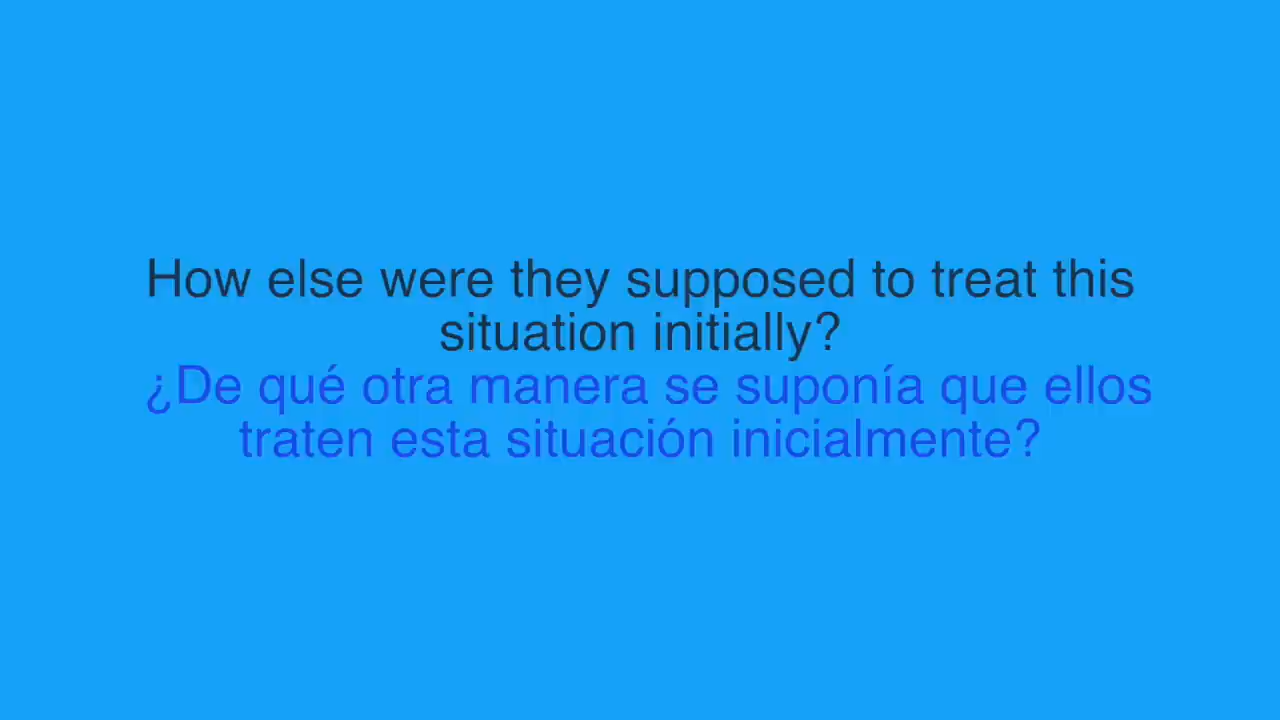 How else were they supposed to treat this
situation initially?
¿De qué otra manera se suponía que ellos
traten esta situación inicialmente?